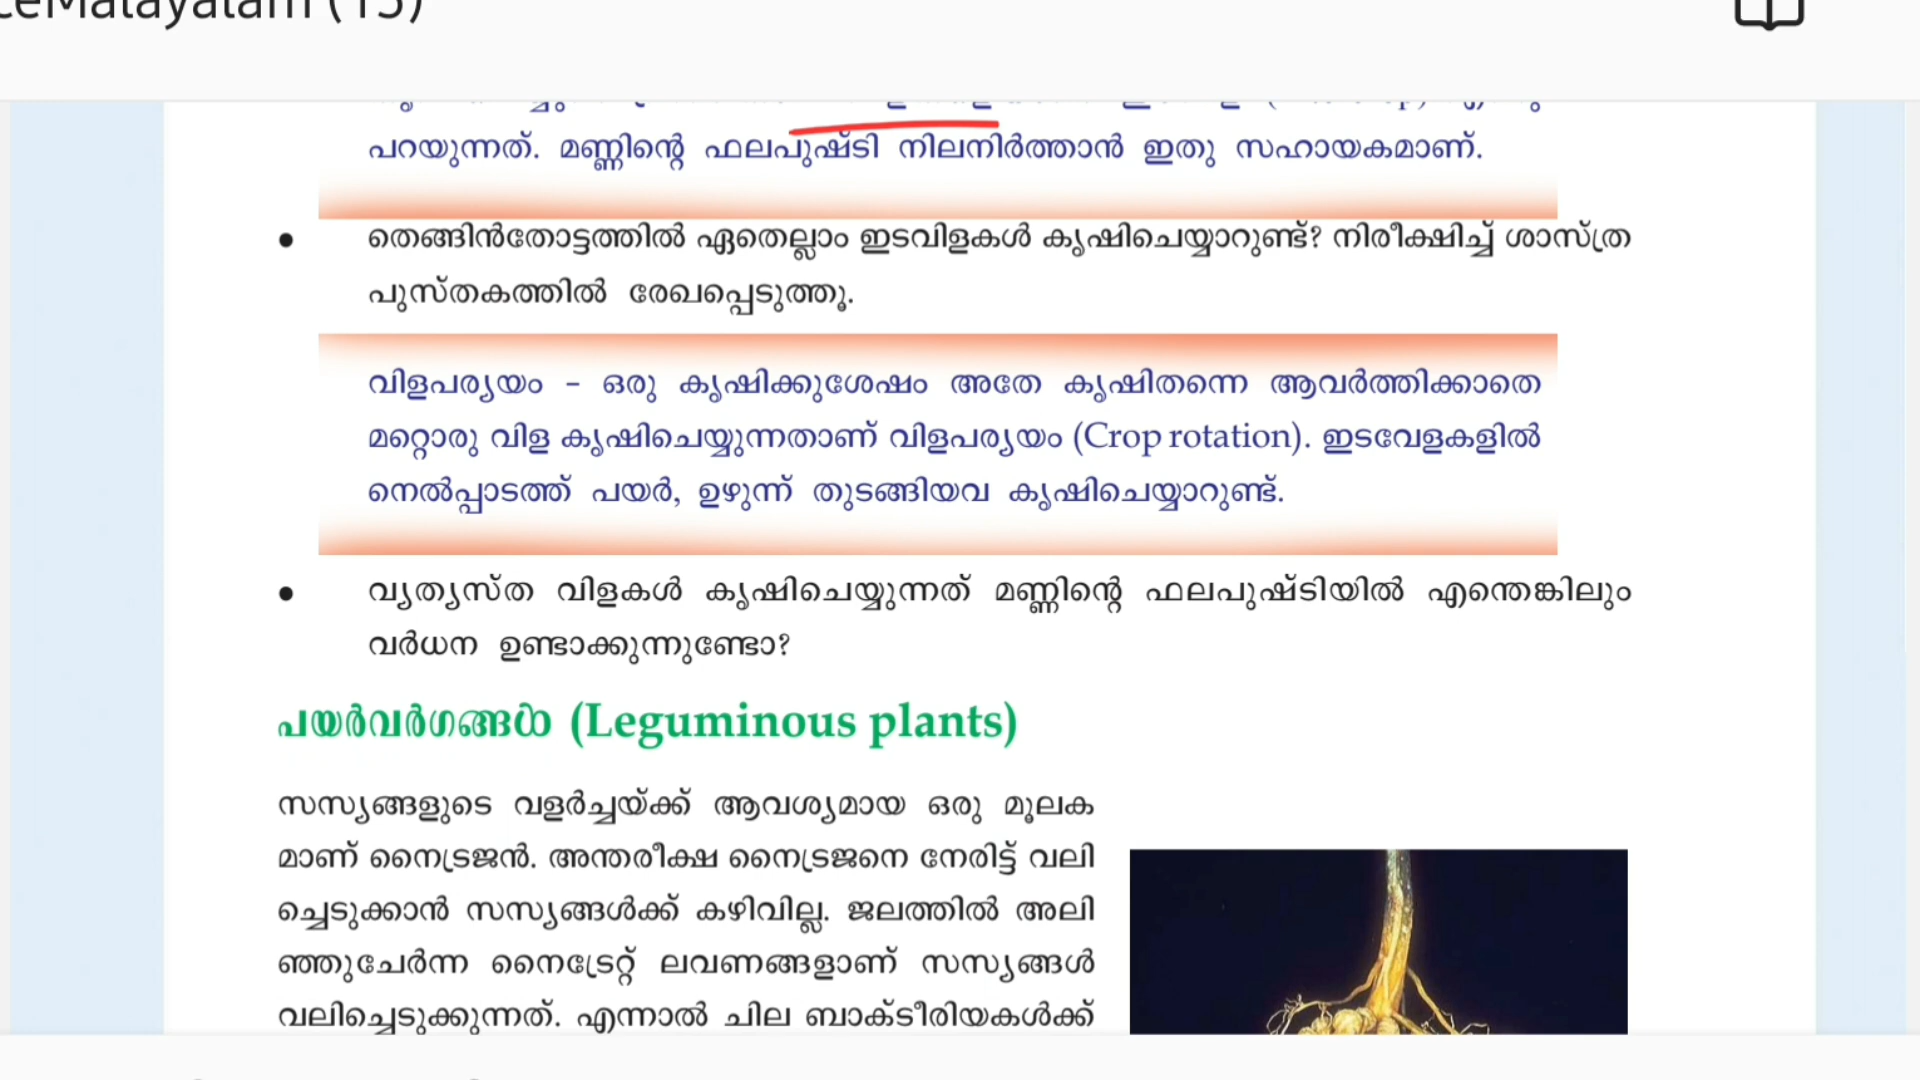 പറയുന്നത്. മണ്ണിന്റെ ഫലപുഷ്ടി നിലനിർത്താൻ ഇതു സഹായകമാണ്.
• തെങ്ങിൻതോട്ടത്തിൽ ഏതെല്ലാം ഇടവിളകൾ കൃഷിചെയ്യാറുണ്ട്? നിരീക്ഷിച്ച് ശാസ്ത്ര
പുസ്തകത്തിൽ രേഖപ്പെടുത്തൂ.
വിളപര്യയം – ഒരു കൃഷിക്കുശേഷം അതേ കൃഷിതന്നെ ആവർത്തിക്കാതെ
മറ്റൊരു വിള കൃഷിചെയ്യുന്നതാണ് വിളപര്യയം (Crop rotation). ഇടവേളകളിൽ
നെൽപ്പാടത്ത് പയർ, ഉഴുന്ന് തുടങ്ങിയവ കൃഷിചെയ്യാറുണ്ട്.
• വ്യത്യസ്ത വിളകൾ കൃഷിചെയ്യുന്നത് മണ്ണിന്റെ ഫലപുഷ്ടിയിൽ എന്തെങ്കിലും
വർധന ഉണ്ടാക്കുന്നുണ്ടോ?
പയർവർഗങ്ങൾ (Leguminous plants)
സസ്യങ്ങളുടെ വളർച്ചയ്ക്ക് ആവശ്യമായ ഒരു മൂലക
മാണ് നൈട്രജൻ. അന്തരീക്ഷ നൈട്രജനെ നേരിട്ട് വലി
ച്ചെടുക്കാൻ സസ്യങ്ങൾക്ക് കഴിവില്ല. ജലത്തിൽ അലി
ഞ്ഞുചേർന്ന നൈട്രേറ്റ് ലവണങ്ങളാണ് സസ്യങ്ങൾ
വലിച്ചെടുക്കുന്നത്. എന്നാൽ ചില ബാക്ടീരിയകൾക്ക്